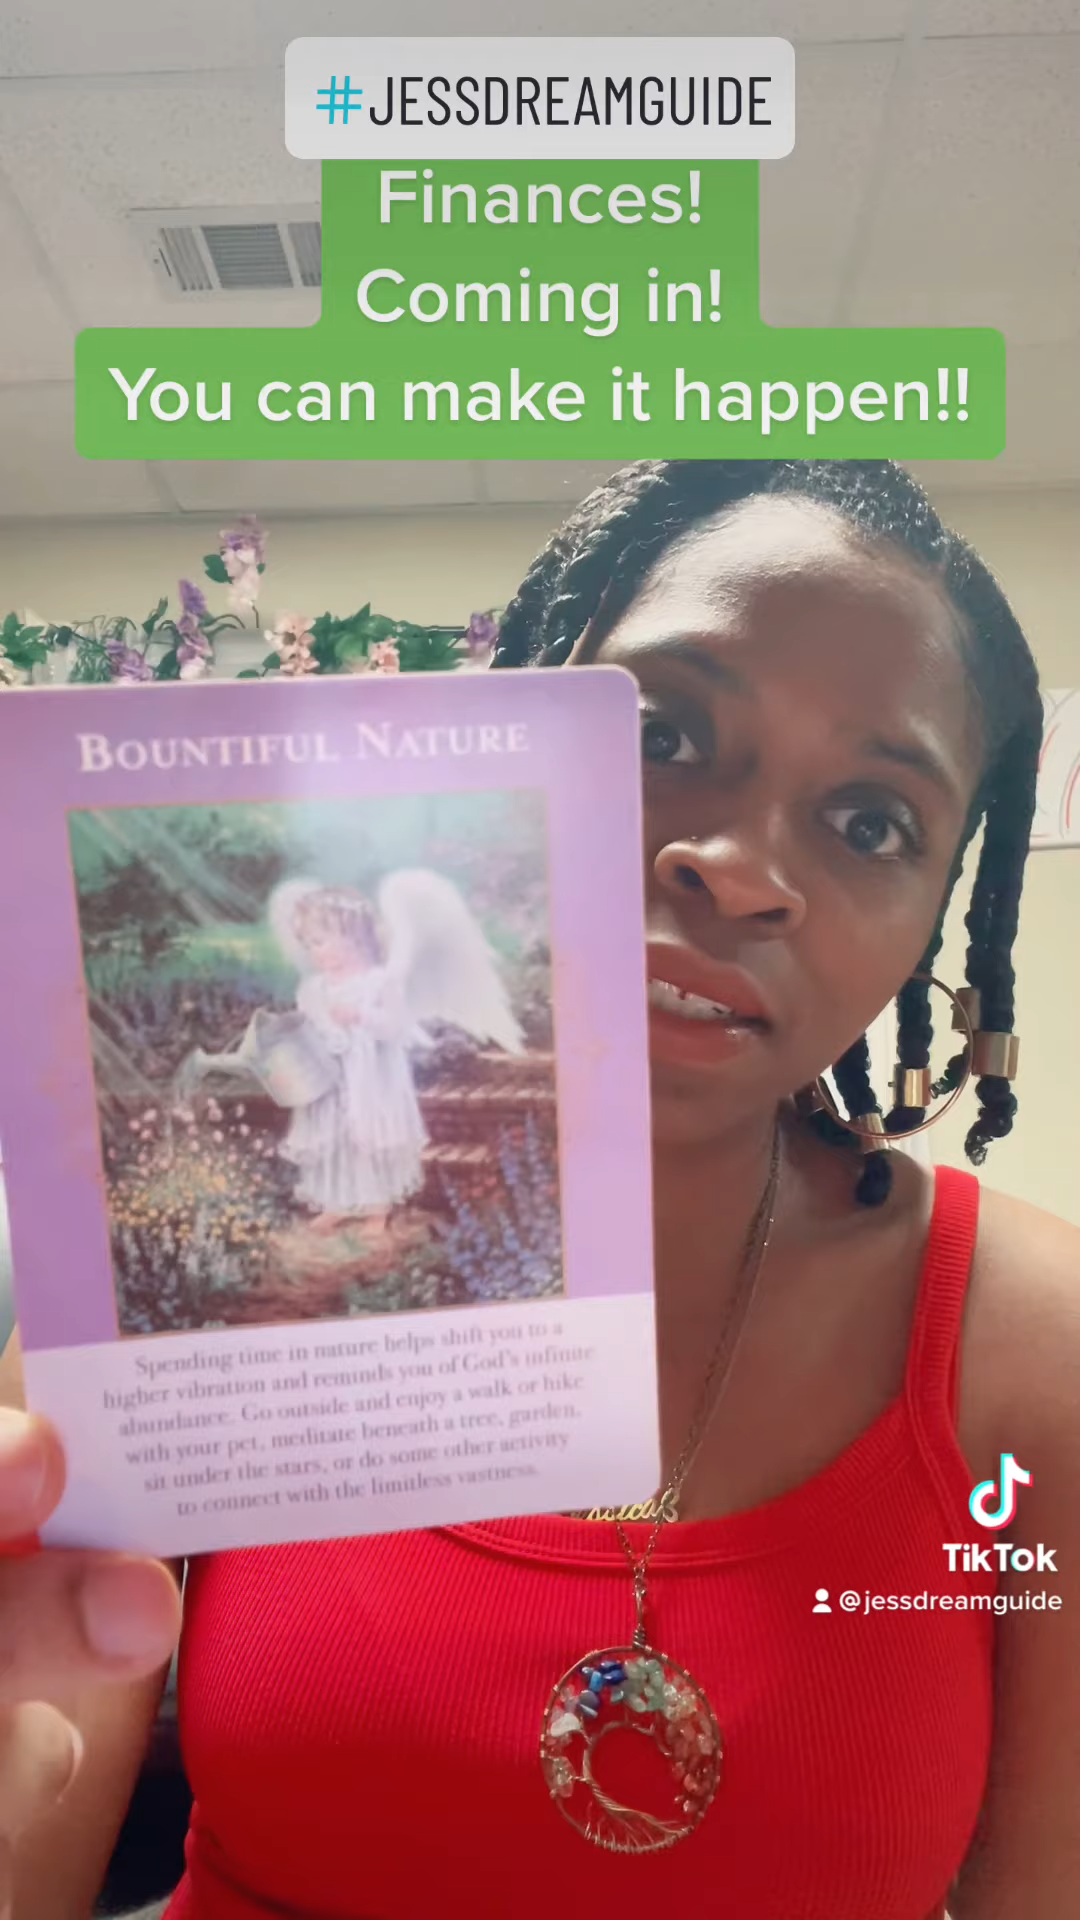 #JESSDREAMGUIDE
Finances!
Coming in!
You can make it happen!!
BOUNTIFUL NATURE
Spending time in nature helps shift you to a
higher vibration and reminds you of God's infinite
abundance. Go outside and enjoy a walk or hike
with your pet, meditate beneath a tree, garden,
sit under the stars, or do some other activity
to connect with the limitless vastness.
TikTok
@jessdreamguide